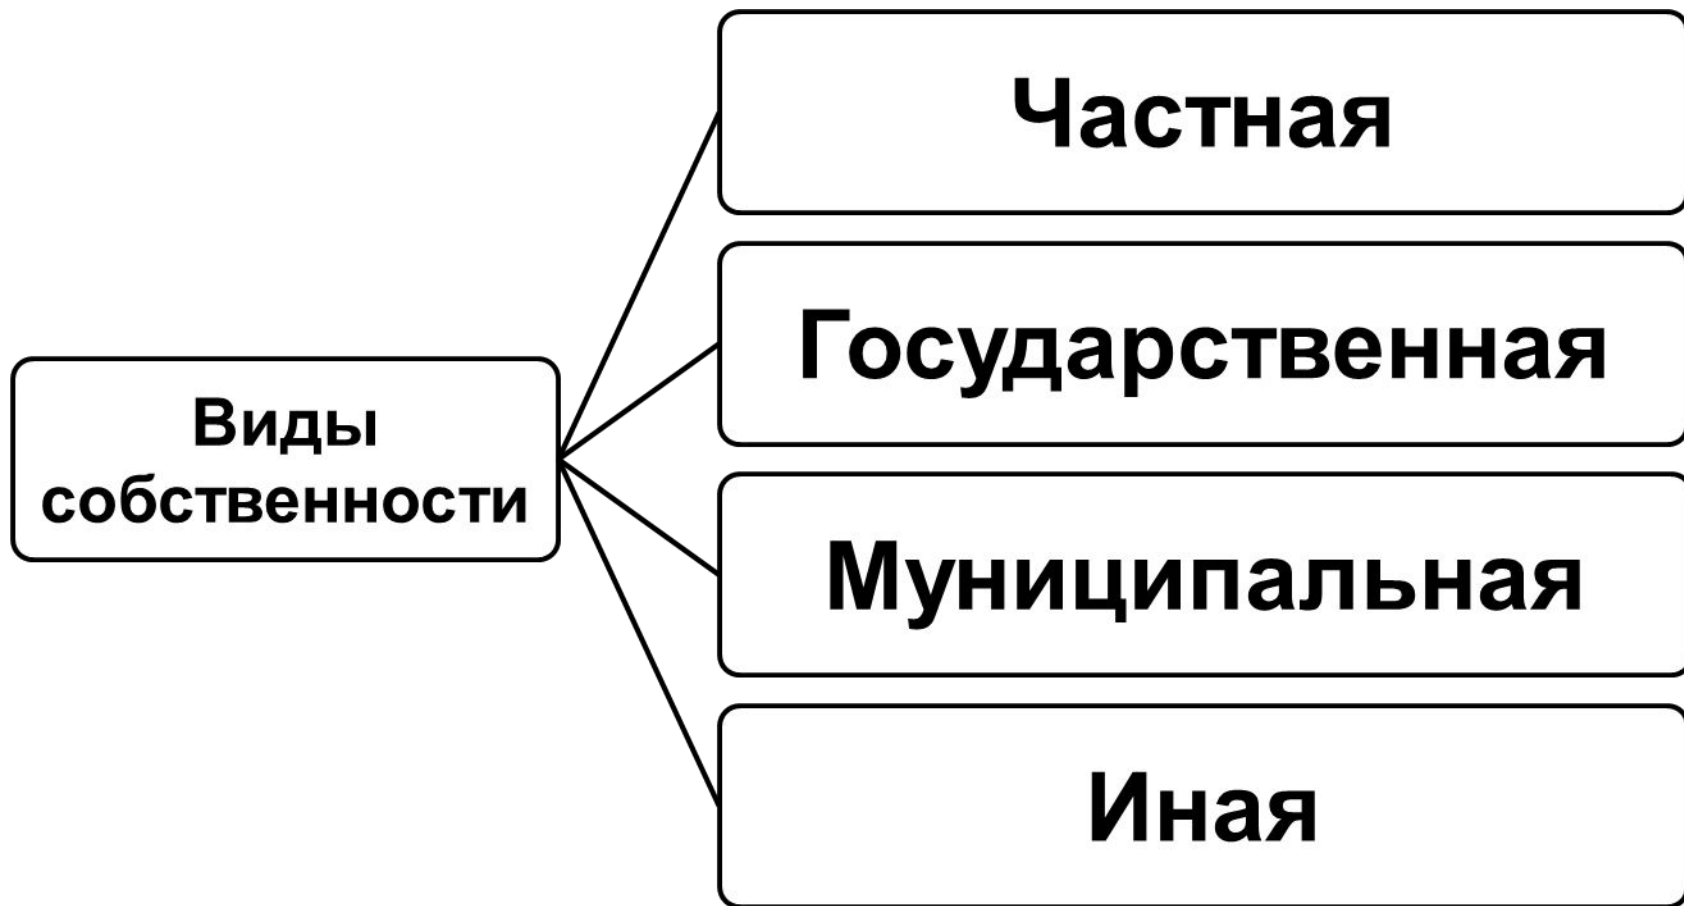 Частная
Государственная
Виды
собственности
Муниципальная
Иная